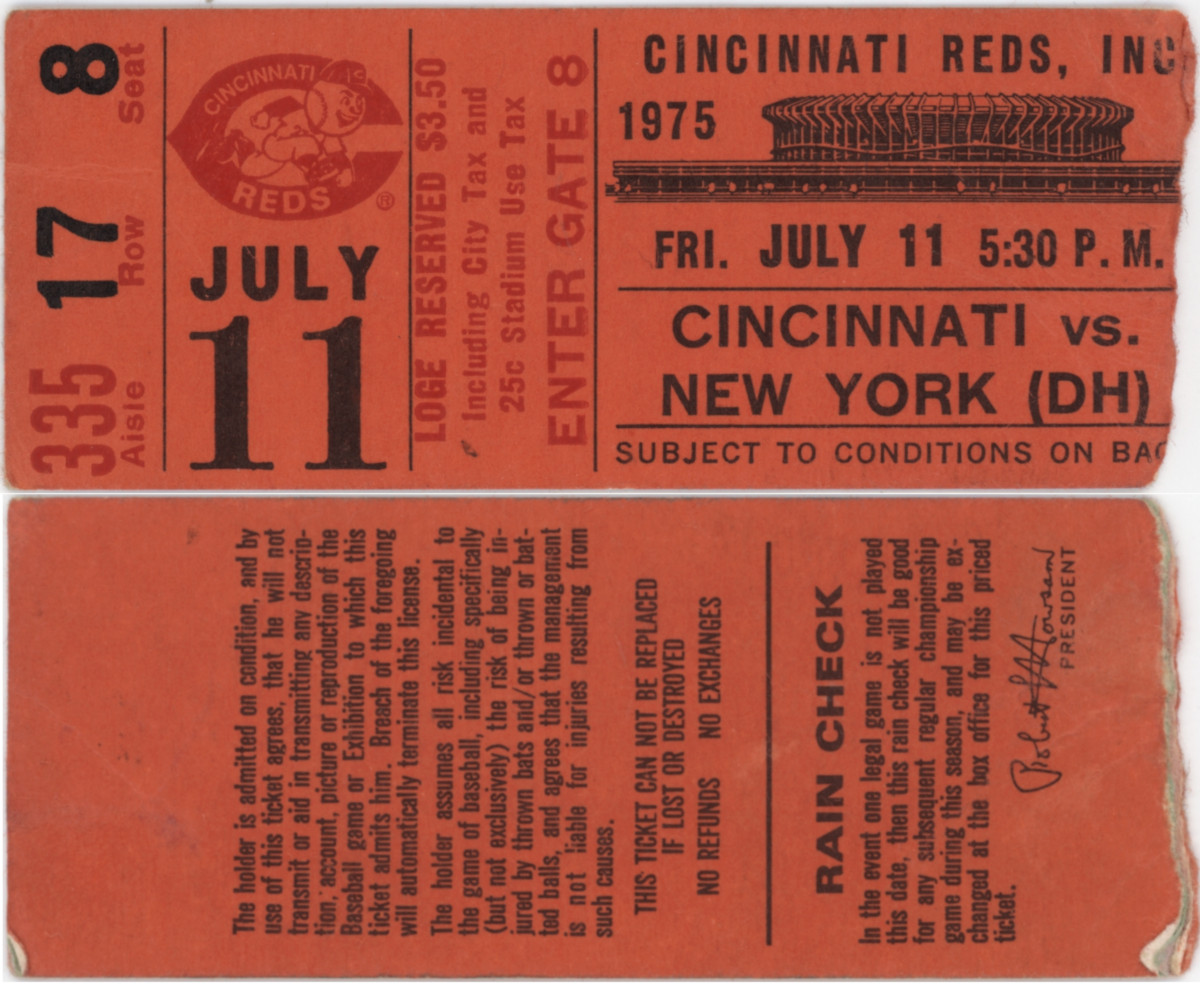 8
Seat
17
Row
335
Aisle
CINCINNATI
REDS
®
JULY
11
LOGE RESERVED $3.50
Including City Tax and
25c Stadium Use Tax
ENTER GATE 8
CINCINNATI REDS, INC
1975
FRI. JULY 11 5:30 P. M.
CINCINNATI vs.
NEW YORK (DH)
SUBJECT TO CONDITIONS ON BAC
The holder is admitted on condition, and by
use of this ticket agrees, that he will not
transmit or aid in transmitting any descrip-
tion, account, picture or reproduction of the
Baseball game or Exhibition to which this
ticket admits him. Breach of the foregoing
will automatically terminate this license.
The holder assumes all risk incidental to
the game of baseball, including specifically
(but not exclusively) the risk of being in-
jured by thrown bats and/or thrown or bat-
ted balls, and agrees that the management
is not liable for injuries resulting from
such causes.
THIS TICKET CAN NOT BE REPLACED
IF LOST OR DESTROYED
NO REFUNDS NO EXCHANGES
RAIN CHECK
In the event one legal game is not played
this date, then this rain check will be good
for any subsequent regular championship
game during this season, and may be ex-
changed at the box office for this priced
ticket.
Robert L Howsam
PRESIDENT